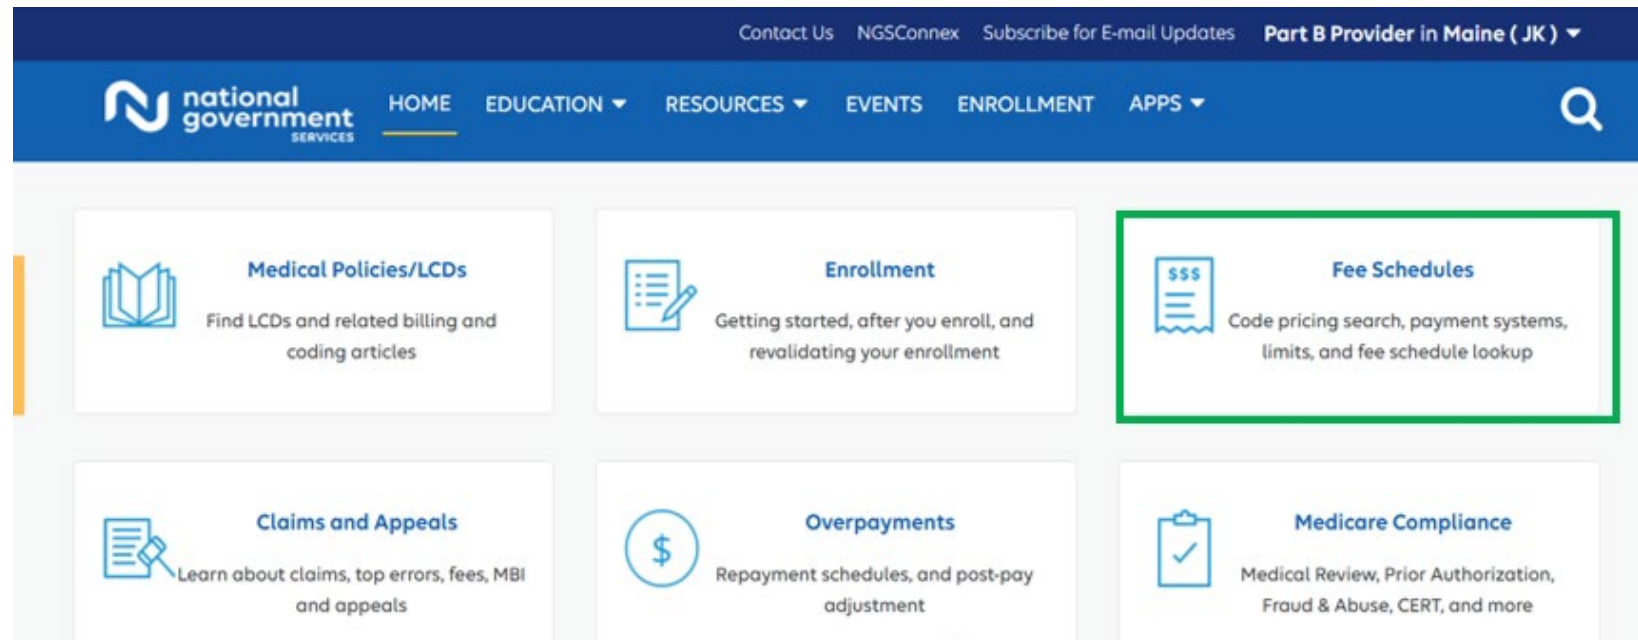 Contact Us NGSConnex Subscribe for E-mail Updates Part B Provider in Maine ( JK )
national
government
SERVICES
HOME EDUCATION RESOURCES EVENTS ENROLLMENT APPS
Medical Policies/LCDs
Find LCDs and related billing and
coding articles
Enrollment
Getting started, after you enroll, and
revalidating your enrollment
$$$
Fee Schedules
Code pricing search, payment systems,
limits, and fee schedule lookup
Claims and Appeals
Learn about claims, top errors, fees, MBI
and appeals
$
Overpayments
Repayment schedules, and post-pay
adjustment
Medicare Compliance
Medical Review, Prior Authorization,
Fraud & Abuse, CERT, and more